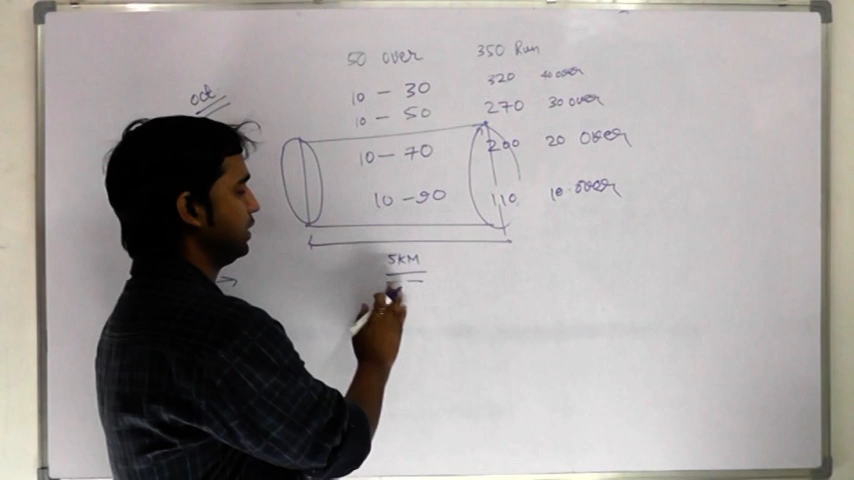 50 over 350 Run
oct
10 - 30 320 40 over
10 - 50 270 30 over
10 - 70 200 20 over
10 - 90 110 10 over
5KM